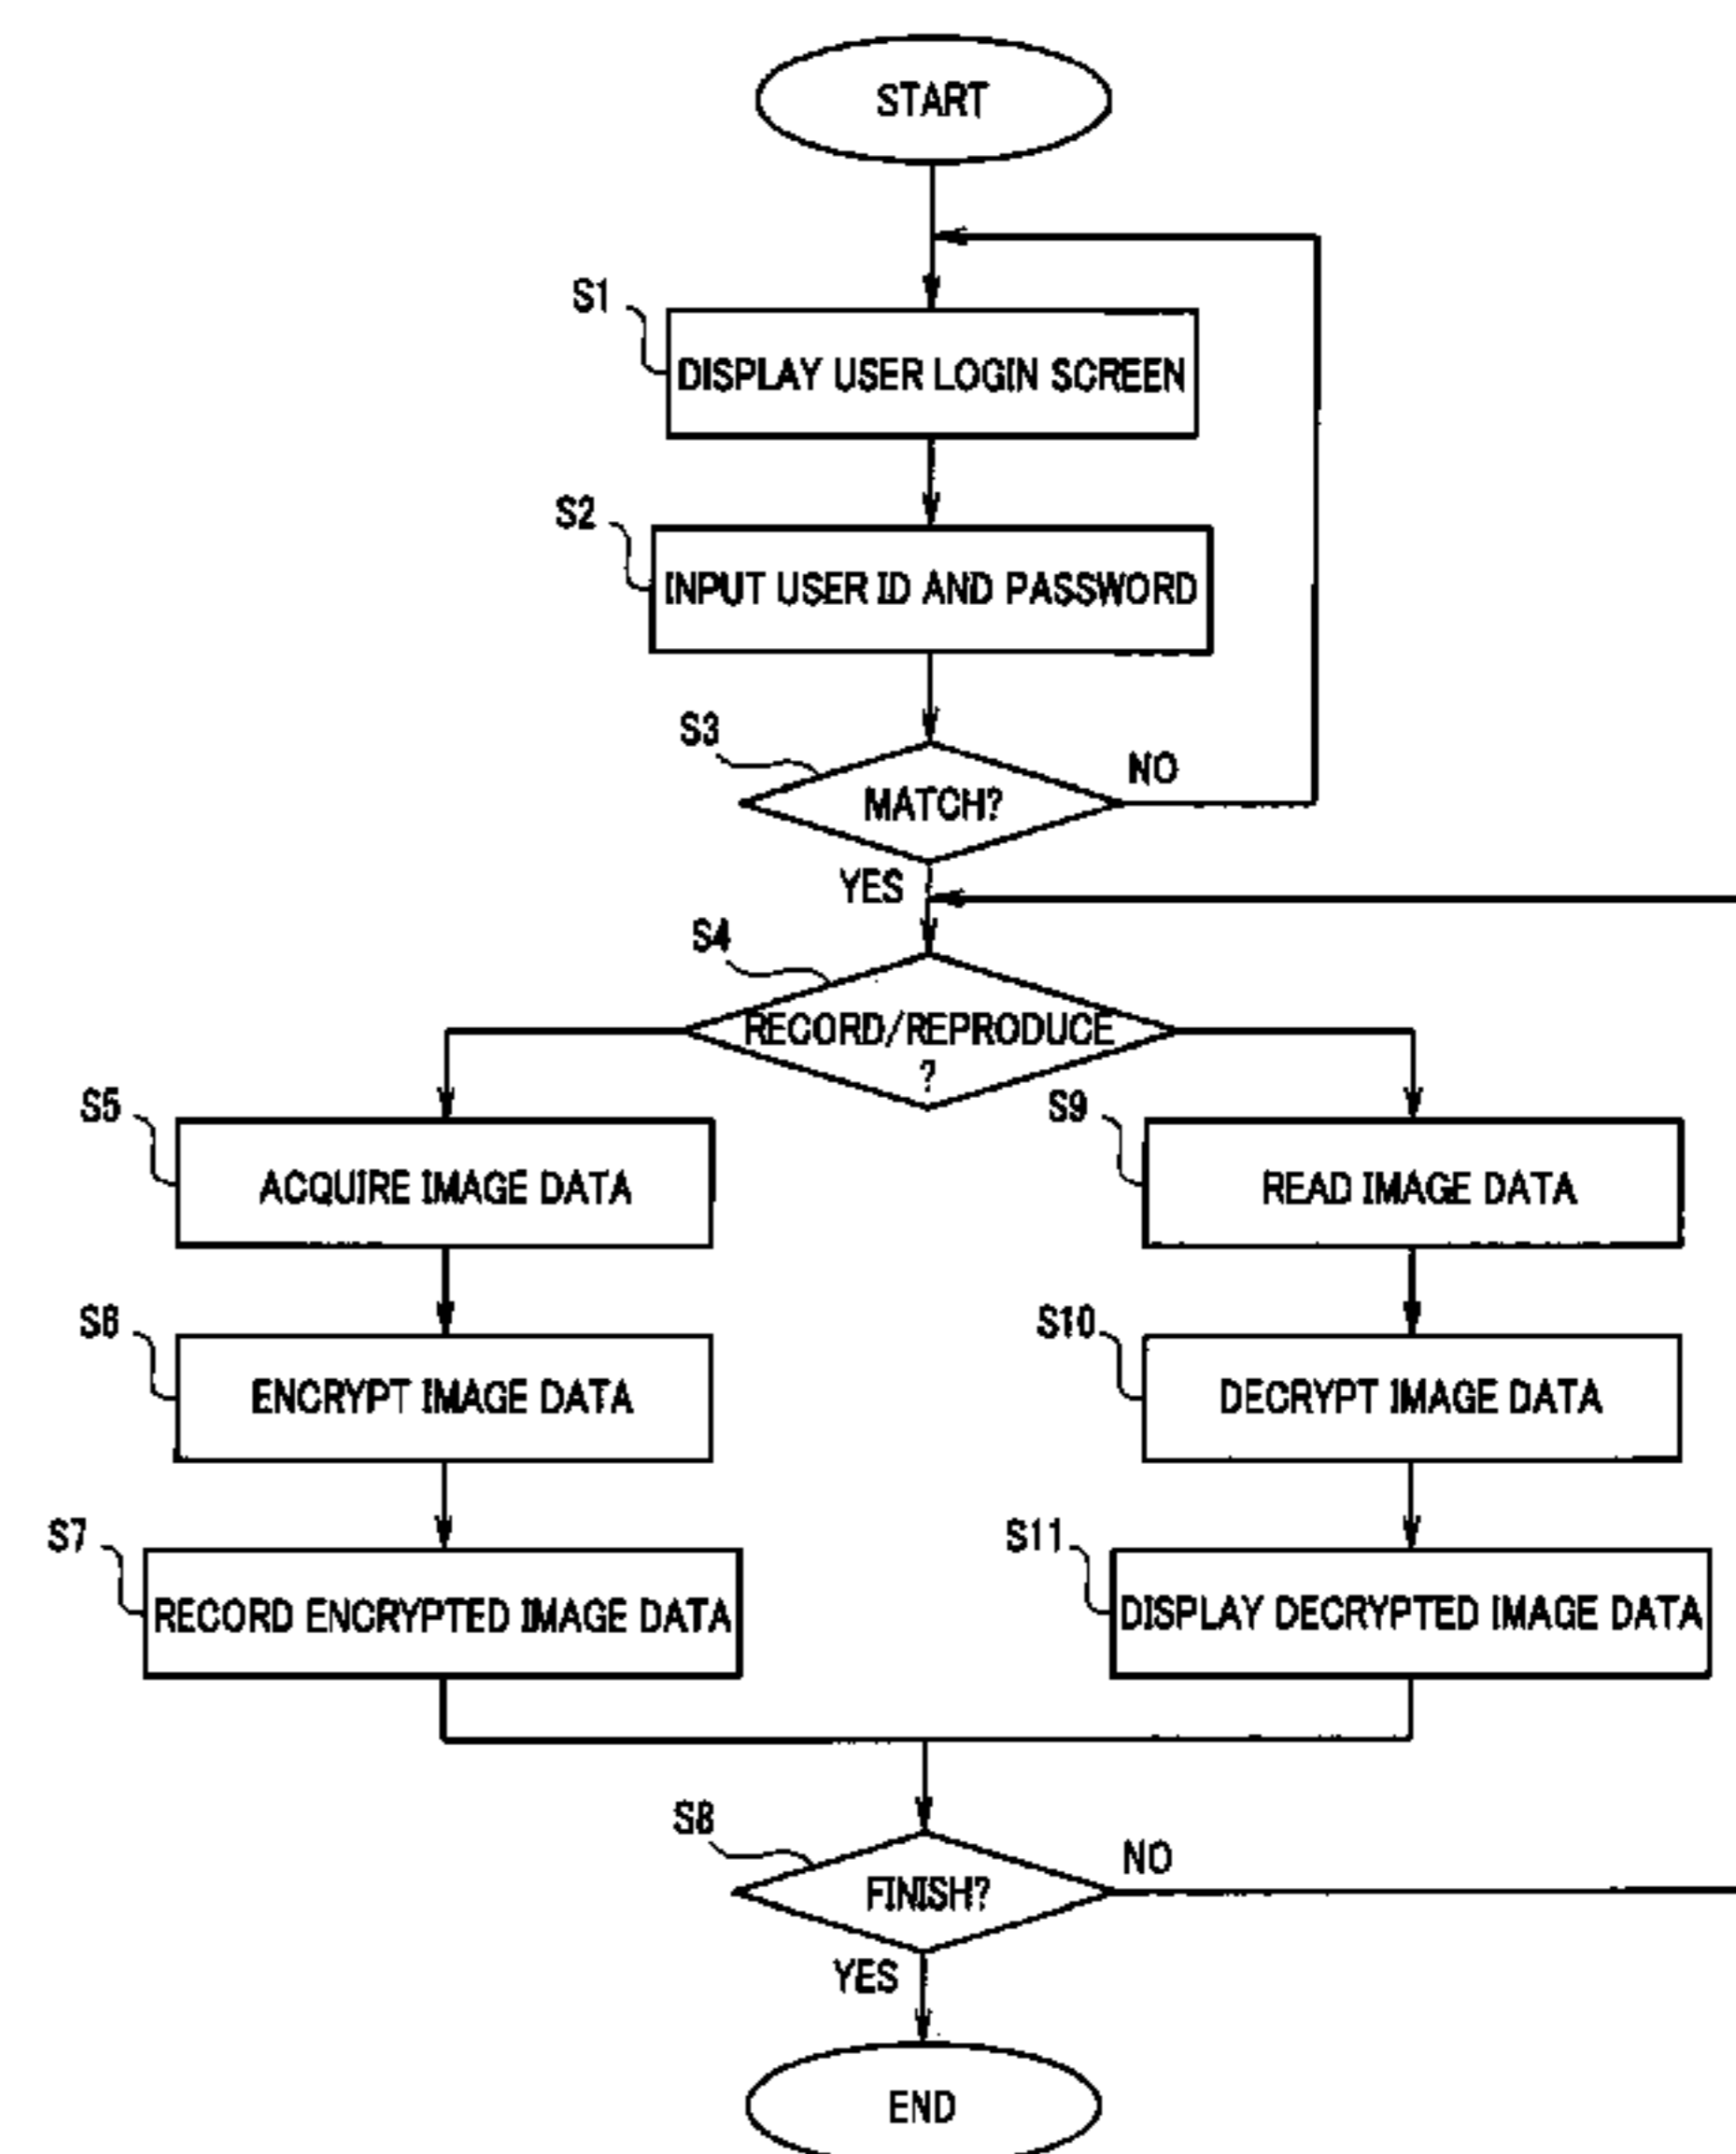 START
S1
DISPLAY USER LOGIN SCREEN
S2
INPUT USER ID AND PASSWORD
S3
MATCH?
NO
YES
S4
RECORD/REPRODUCE
?
S5
ACQUIRE IMAGE DATA
S9
READ IMAGE DATA
S6
ENCRYPT IMAGE DATA
S10
DECRYPT IMAGE DATA
S7
RECORD ENCRYPTED IMAGE DATA
S11
DISPLAY DECRYPTED IMAGE DATA
S8
FINISH?
NO
YES
END